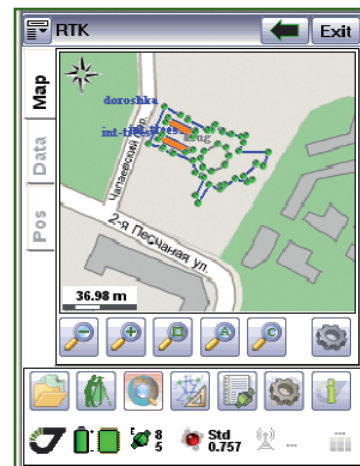 RTK
Exit
Map
Data
Pos
doroshka
Чапаевский пер.
2-я Песчаная ул.
36.98 m
A
C
8
5
Std
0.757
...